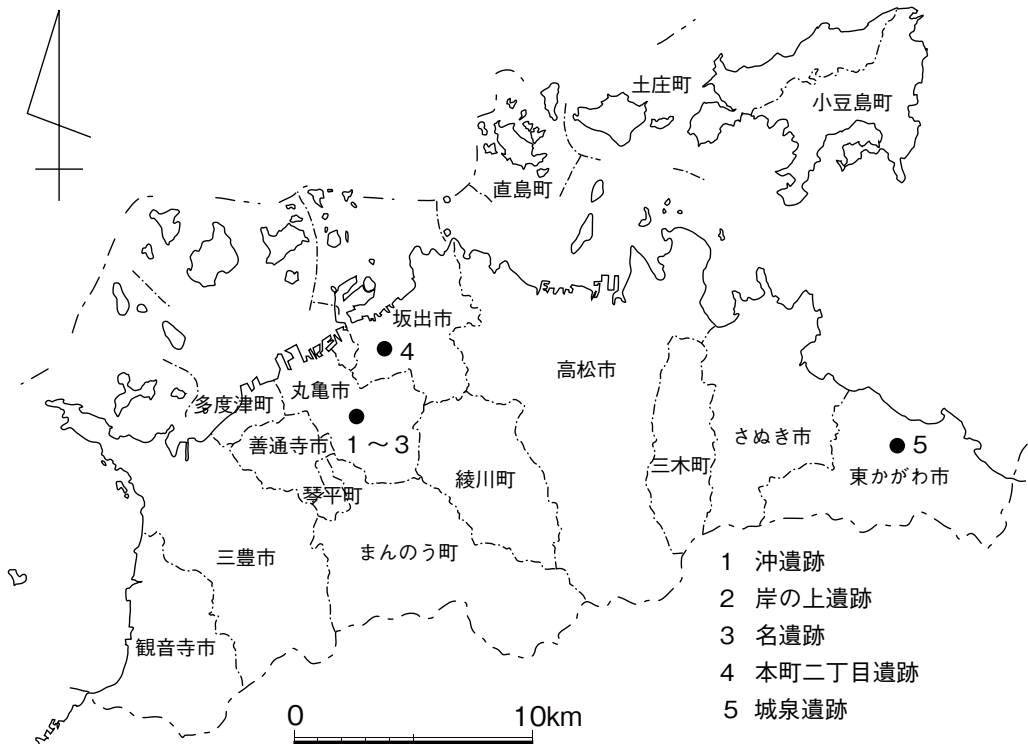 土庄町
小豆島町
直島町
坂出市
4
高松市
丸亀市
多度津町
1～3
善通寺市
さぬき市
5
三木町
綾川町
東かがわ市
琴平町
まんのう町
三豊市
1 沖遺跡
2 岸の上遺跡
観音寺市
3 名遺跡
4 本町二丁目遺跡
5 城泉遺跡
0 10km